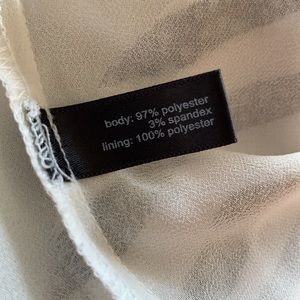 body: 97% polyester
3% spandex
lining: 100% polyester